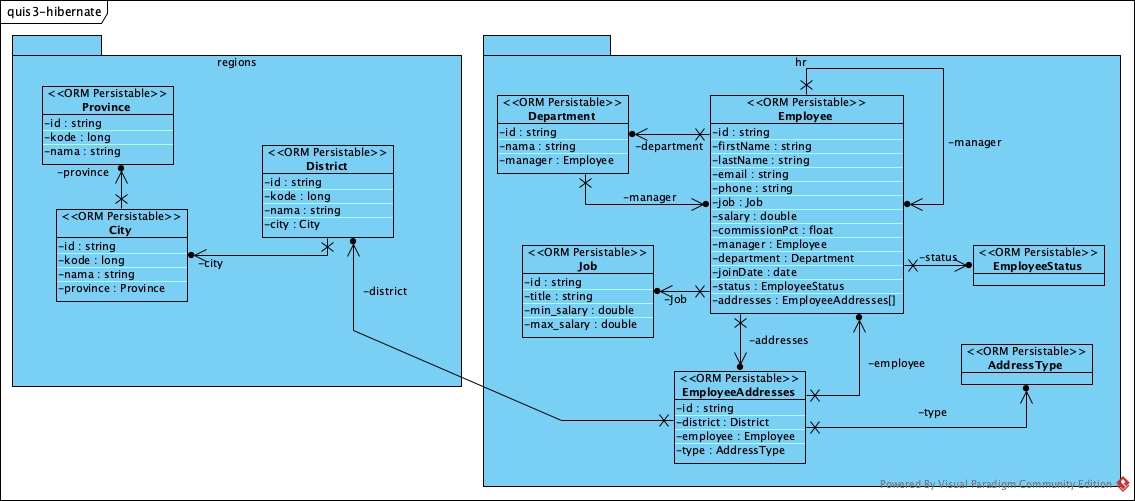 quis3-hibernate
regions
<<ORM Persistable>>
Province
-id : string
-kode : long
-nama : string
-province
<<ORM Persistable>>
City
-id : string
-kode : long
-nama : string
-province : Province
<<ORM Persistable>>
District
-id : string
-kode : long
-nama : string
-city : City
-city
-district
hr
<<ORM Persistable>>
Department
-id : string
-nama : string
-manager : Employee
-department
-manager
<<ORM Persistable>>
Employee
-id : string
-firstName : string
-lastName : string
-email : string
-phone : string
-job : Job
-salary : double
-commissionPct : float
-manager : Employee
-department : Department
-joinDate : date
-status : EmployeeStatus
-addresses : EmployeeAddresses[]
-manager
-status
<<ORM Persistable>>
EmployeeStatus
<<ORM Persistable>>
Job
-id : string
-title : string
-min_salary : double
-max_salary : double
-Job
-addresses
-employee
<<ORM Persistable>>
AddressType
<<ORM Persistable>>
EmployeeAddresses
-id : string
-district : District
-employee : Employee
-type : AddressType
-type
Powered By Visual Paradigm Community Edition